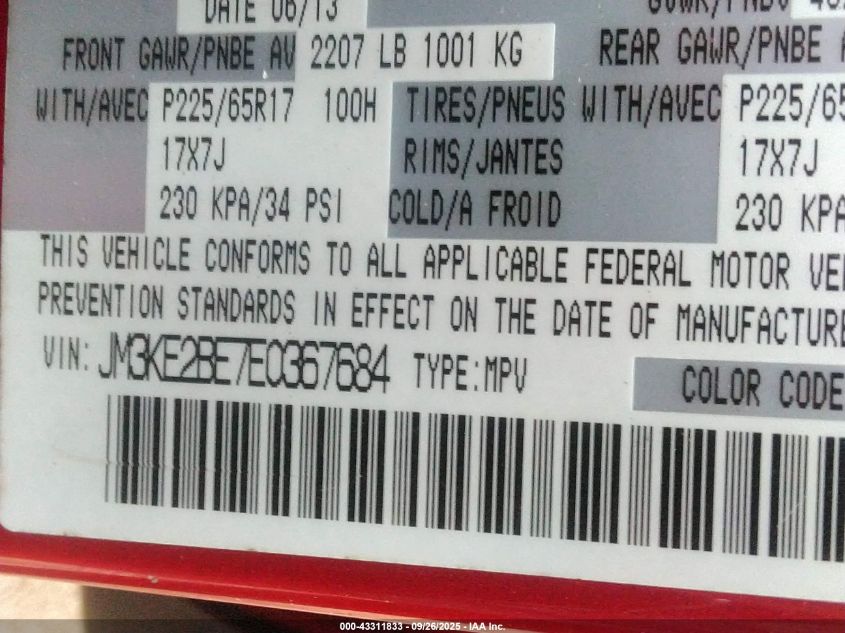 DATE 06/13 GVWR/PNBV
FRONT GAWR/PNBE AV 2207 LB 1001 KG REAR GAWR/PNBE
WITH/AVEC P225/65R17 100H TIRES/PNEUS WITH/AVEC P225/65
17X7J RIMS/JANTES 17X7J
230 KPA/34 PSI COLD/A FROID 230 KPA
THIS VEHICLE CONFORMS TO ALL APPLICABLE FEDERAL MOTOR VE
PREVENTION STANDARDS IN EFFECT ON THE DATE OF MANUFACTURE
VIN: JM3KE2BE7E0367684 TYPE:MPV COLOR CODE
000-43311833 - 09/26/2025 - IAA Inc.